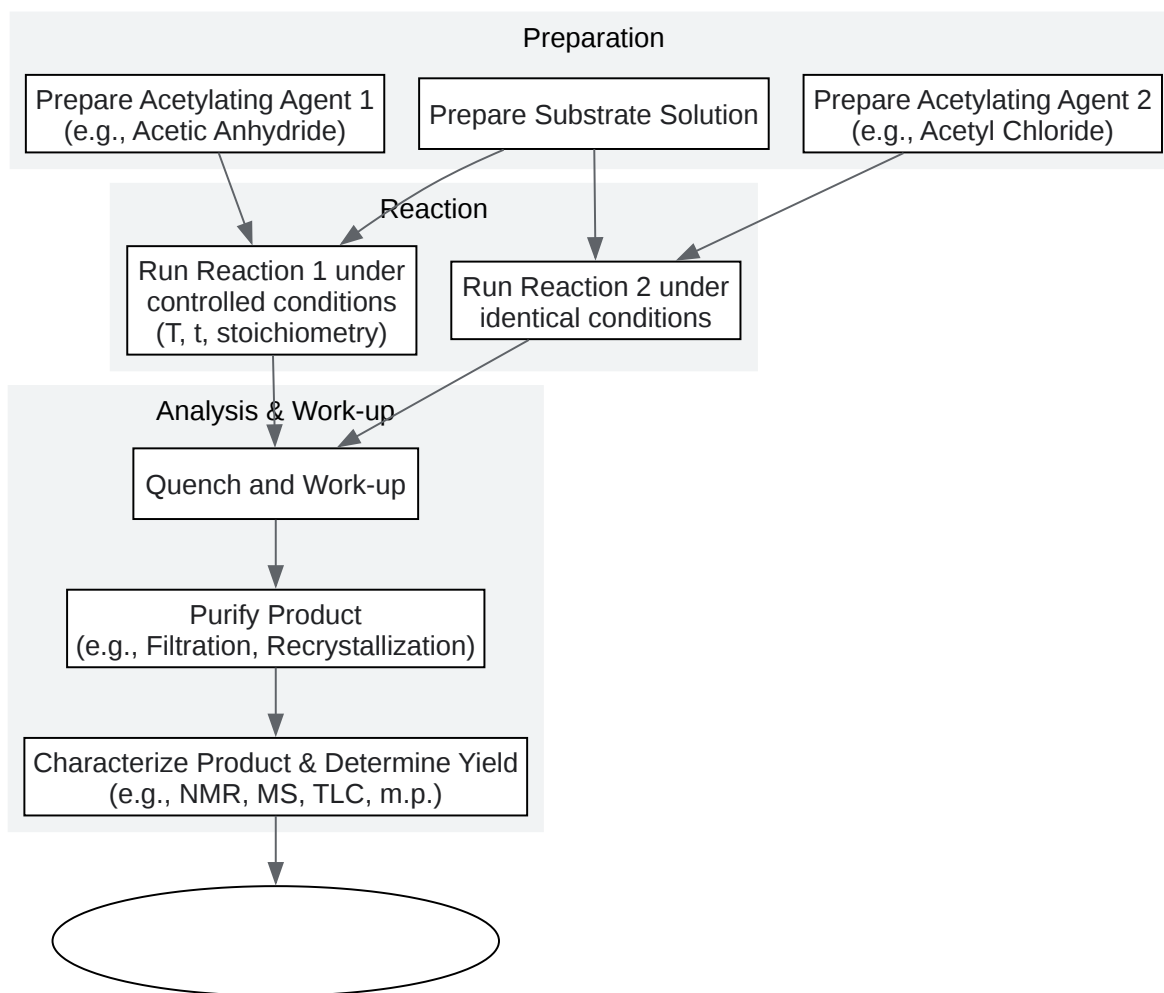 Preparation
Prepare Acetylating Agent 1
(e.g., Acetic Anhydride)
Prepare Substrate Solution
Prepare Acetylating Agent 2
(e.g., Acetyl Chloride)
Reaction
Run Reaction 1 under
controlled conditions
(T, t, stoichiometry)
Run Reaction 2 under
identical conditions
Analysis & Work-up
Quench and Work-up
Purify Product
(e.g., Filtration, Recrystallization)
Characterize Product & Determine Yield
(e.g., NMR, MS, TLC, m.p.)